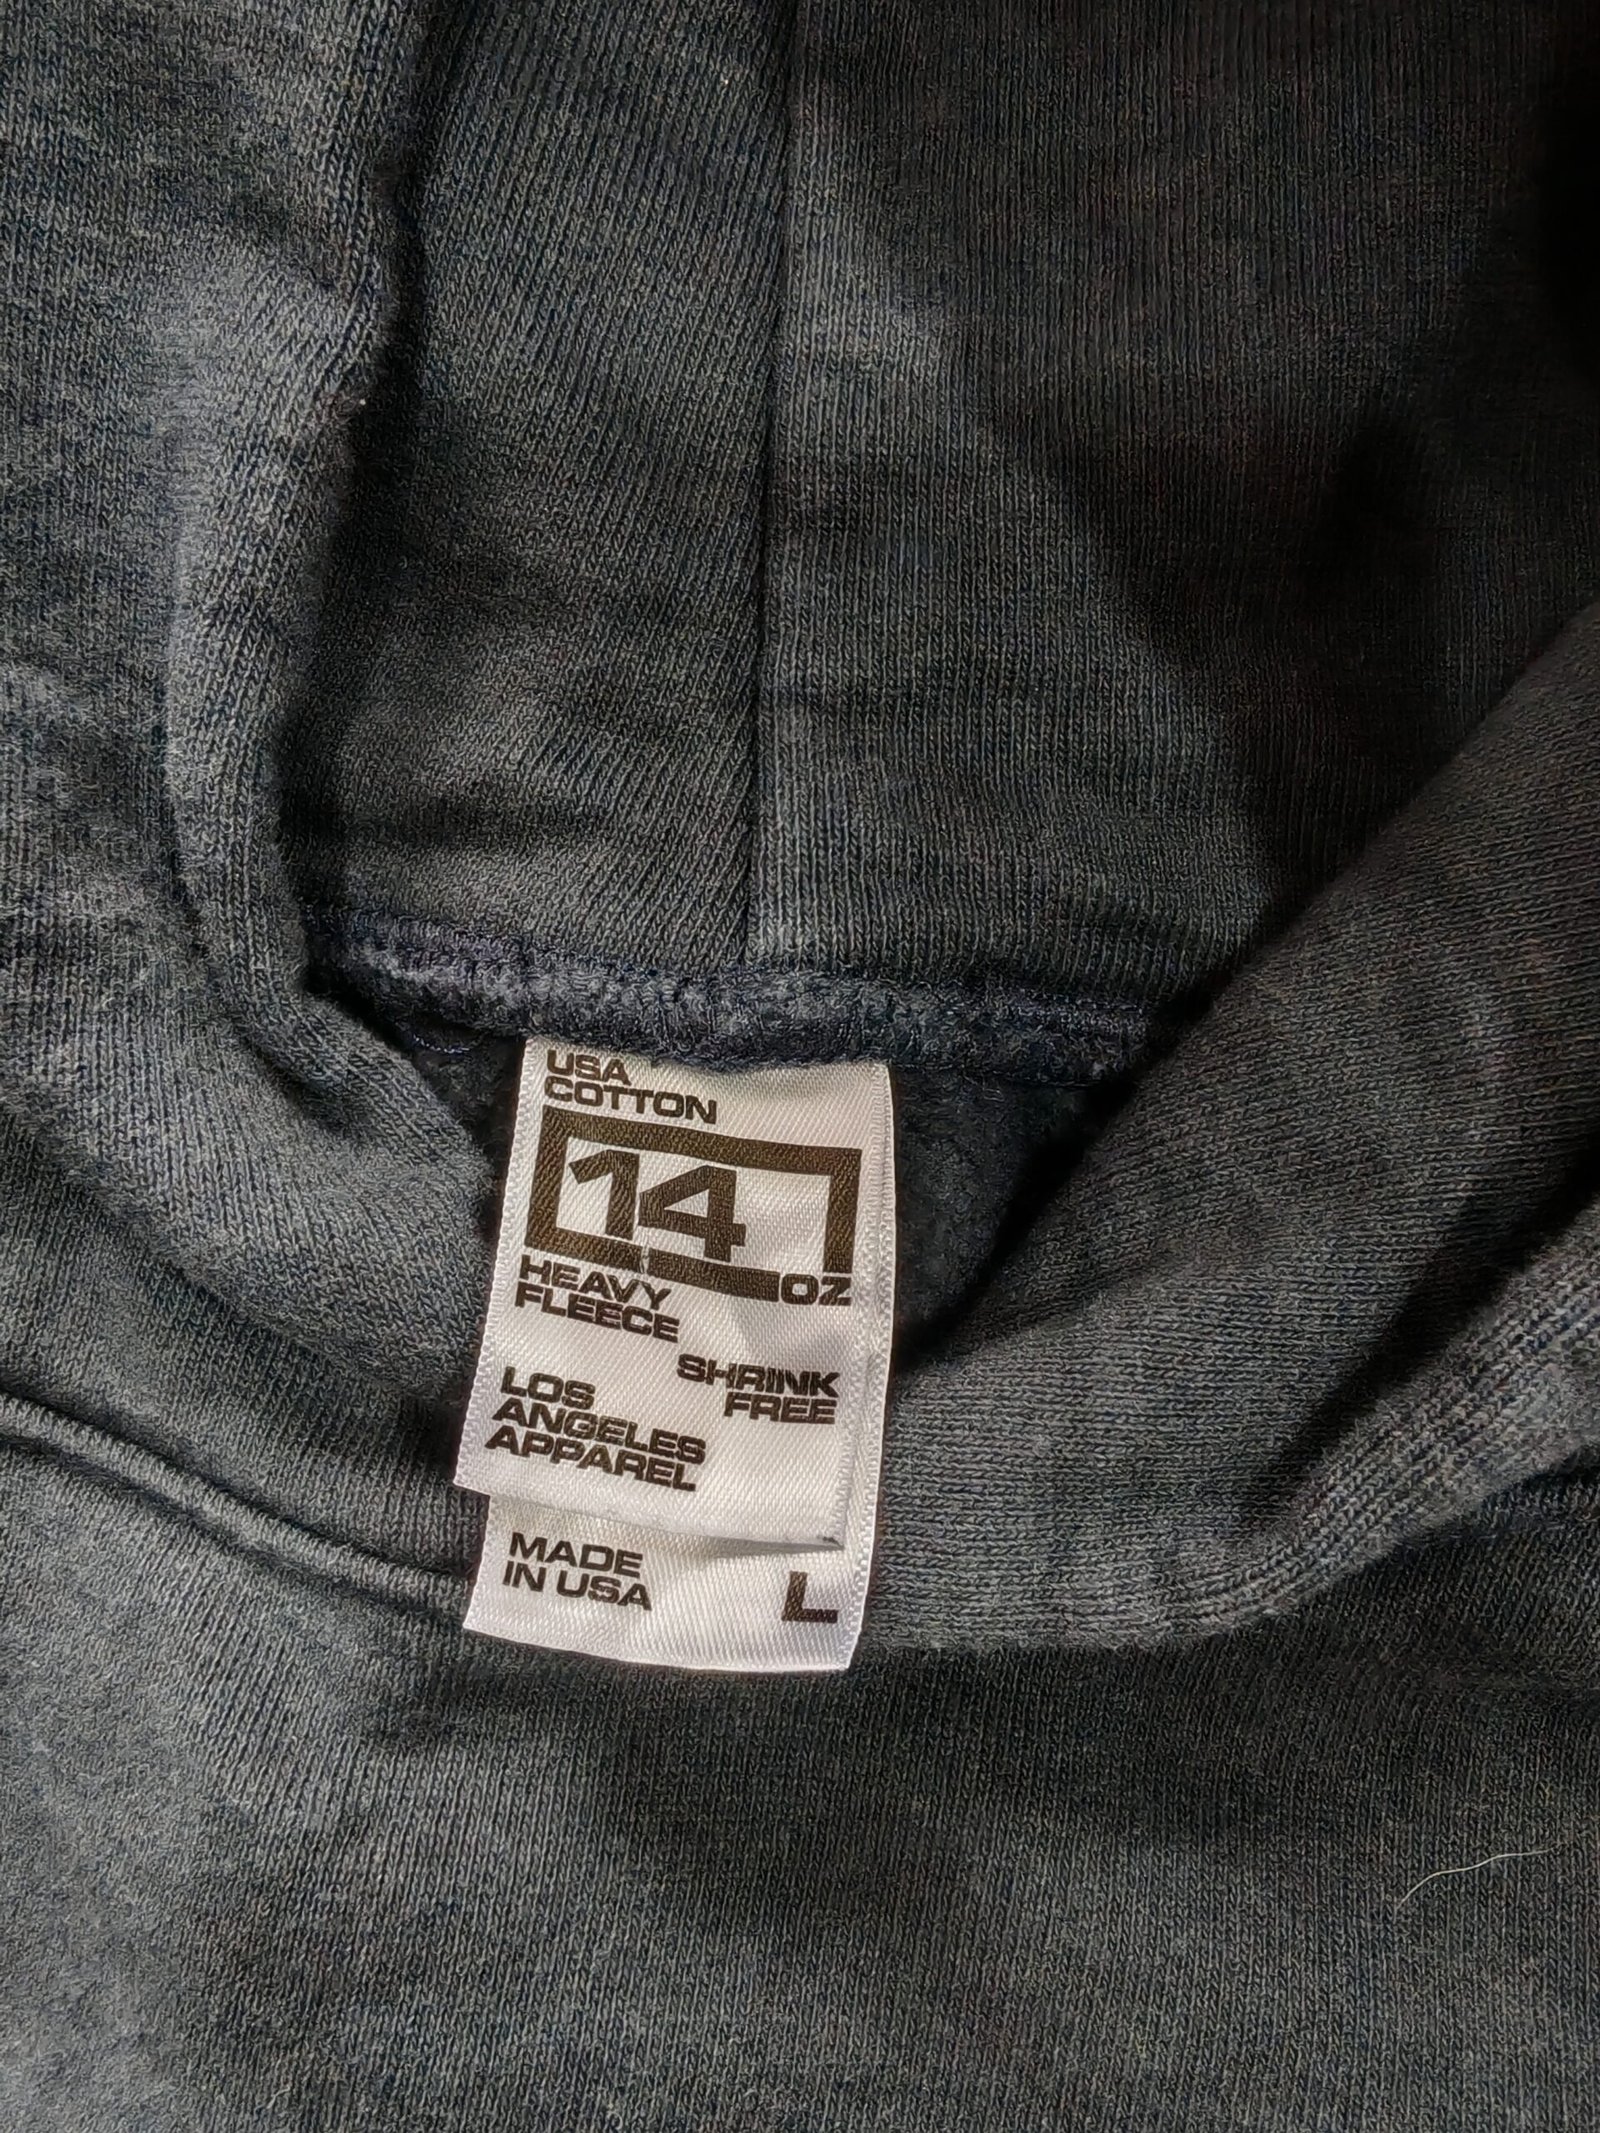 USA
COTTON
14
OZ
HEAVY
FLEECE
SHRINK
FREE
LOS
ANGELES
APPAREL
MADE
IN USA
L